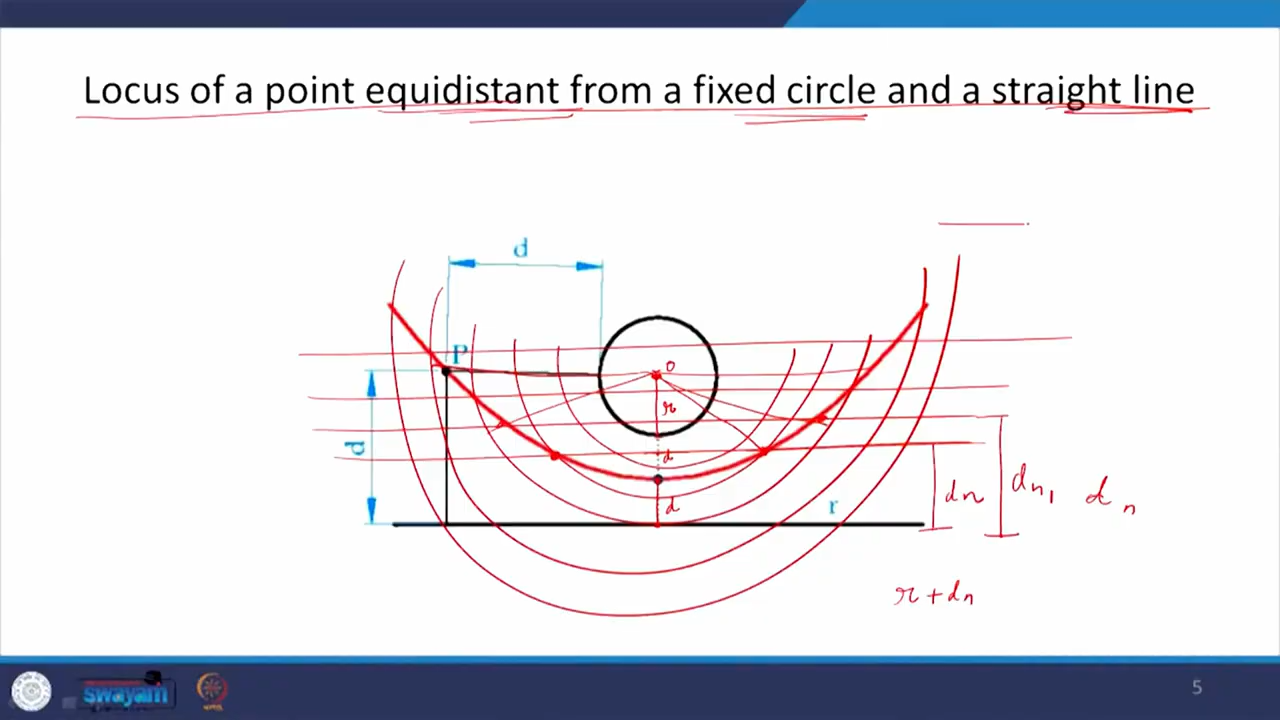 Locus of a point equidistant from a fixed circle and a straight line
d
P
O
r
d
d
d
r
dn
dn1
dn
r+dn
swayam
5